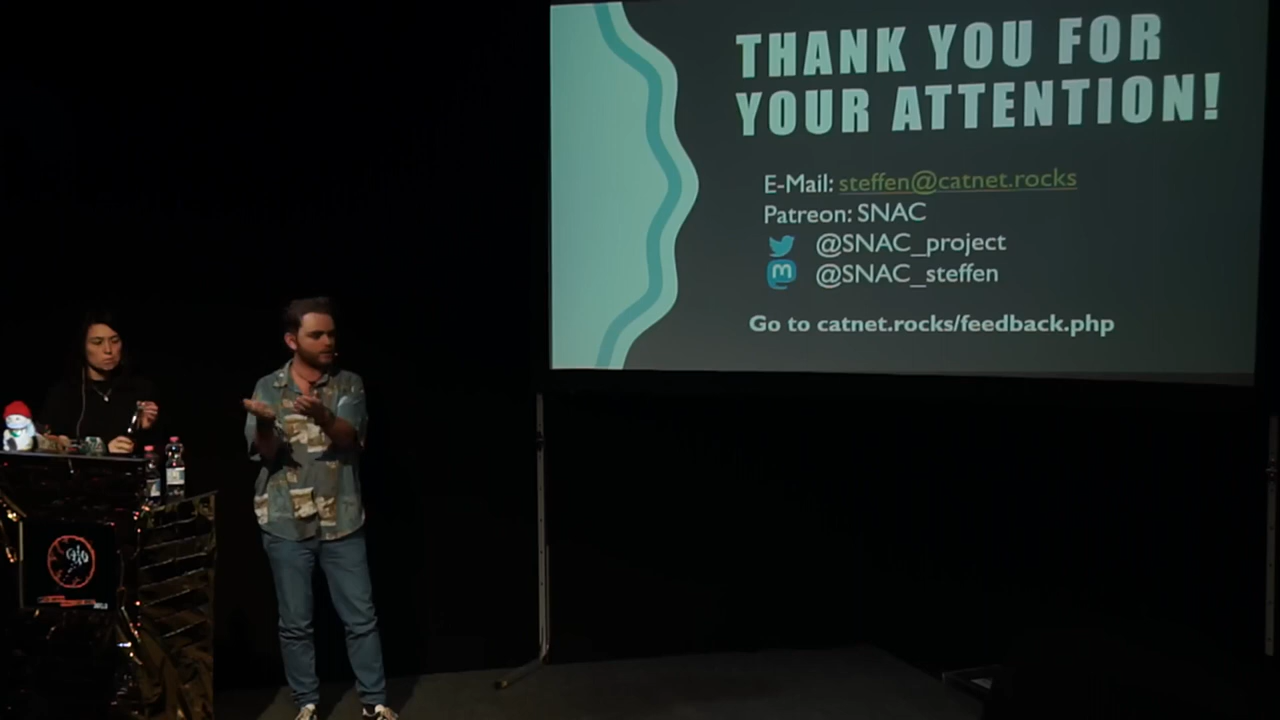 THANK YOU FOR
YOUR ATTENTION!
E-Mail: steffen@catnet.rocks
Patreon: SNAC
@SNAC_project
@SNAC_steffen
Go to catnet.rocks/feedback.php